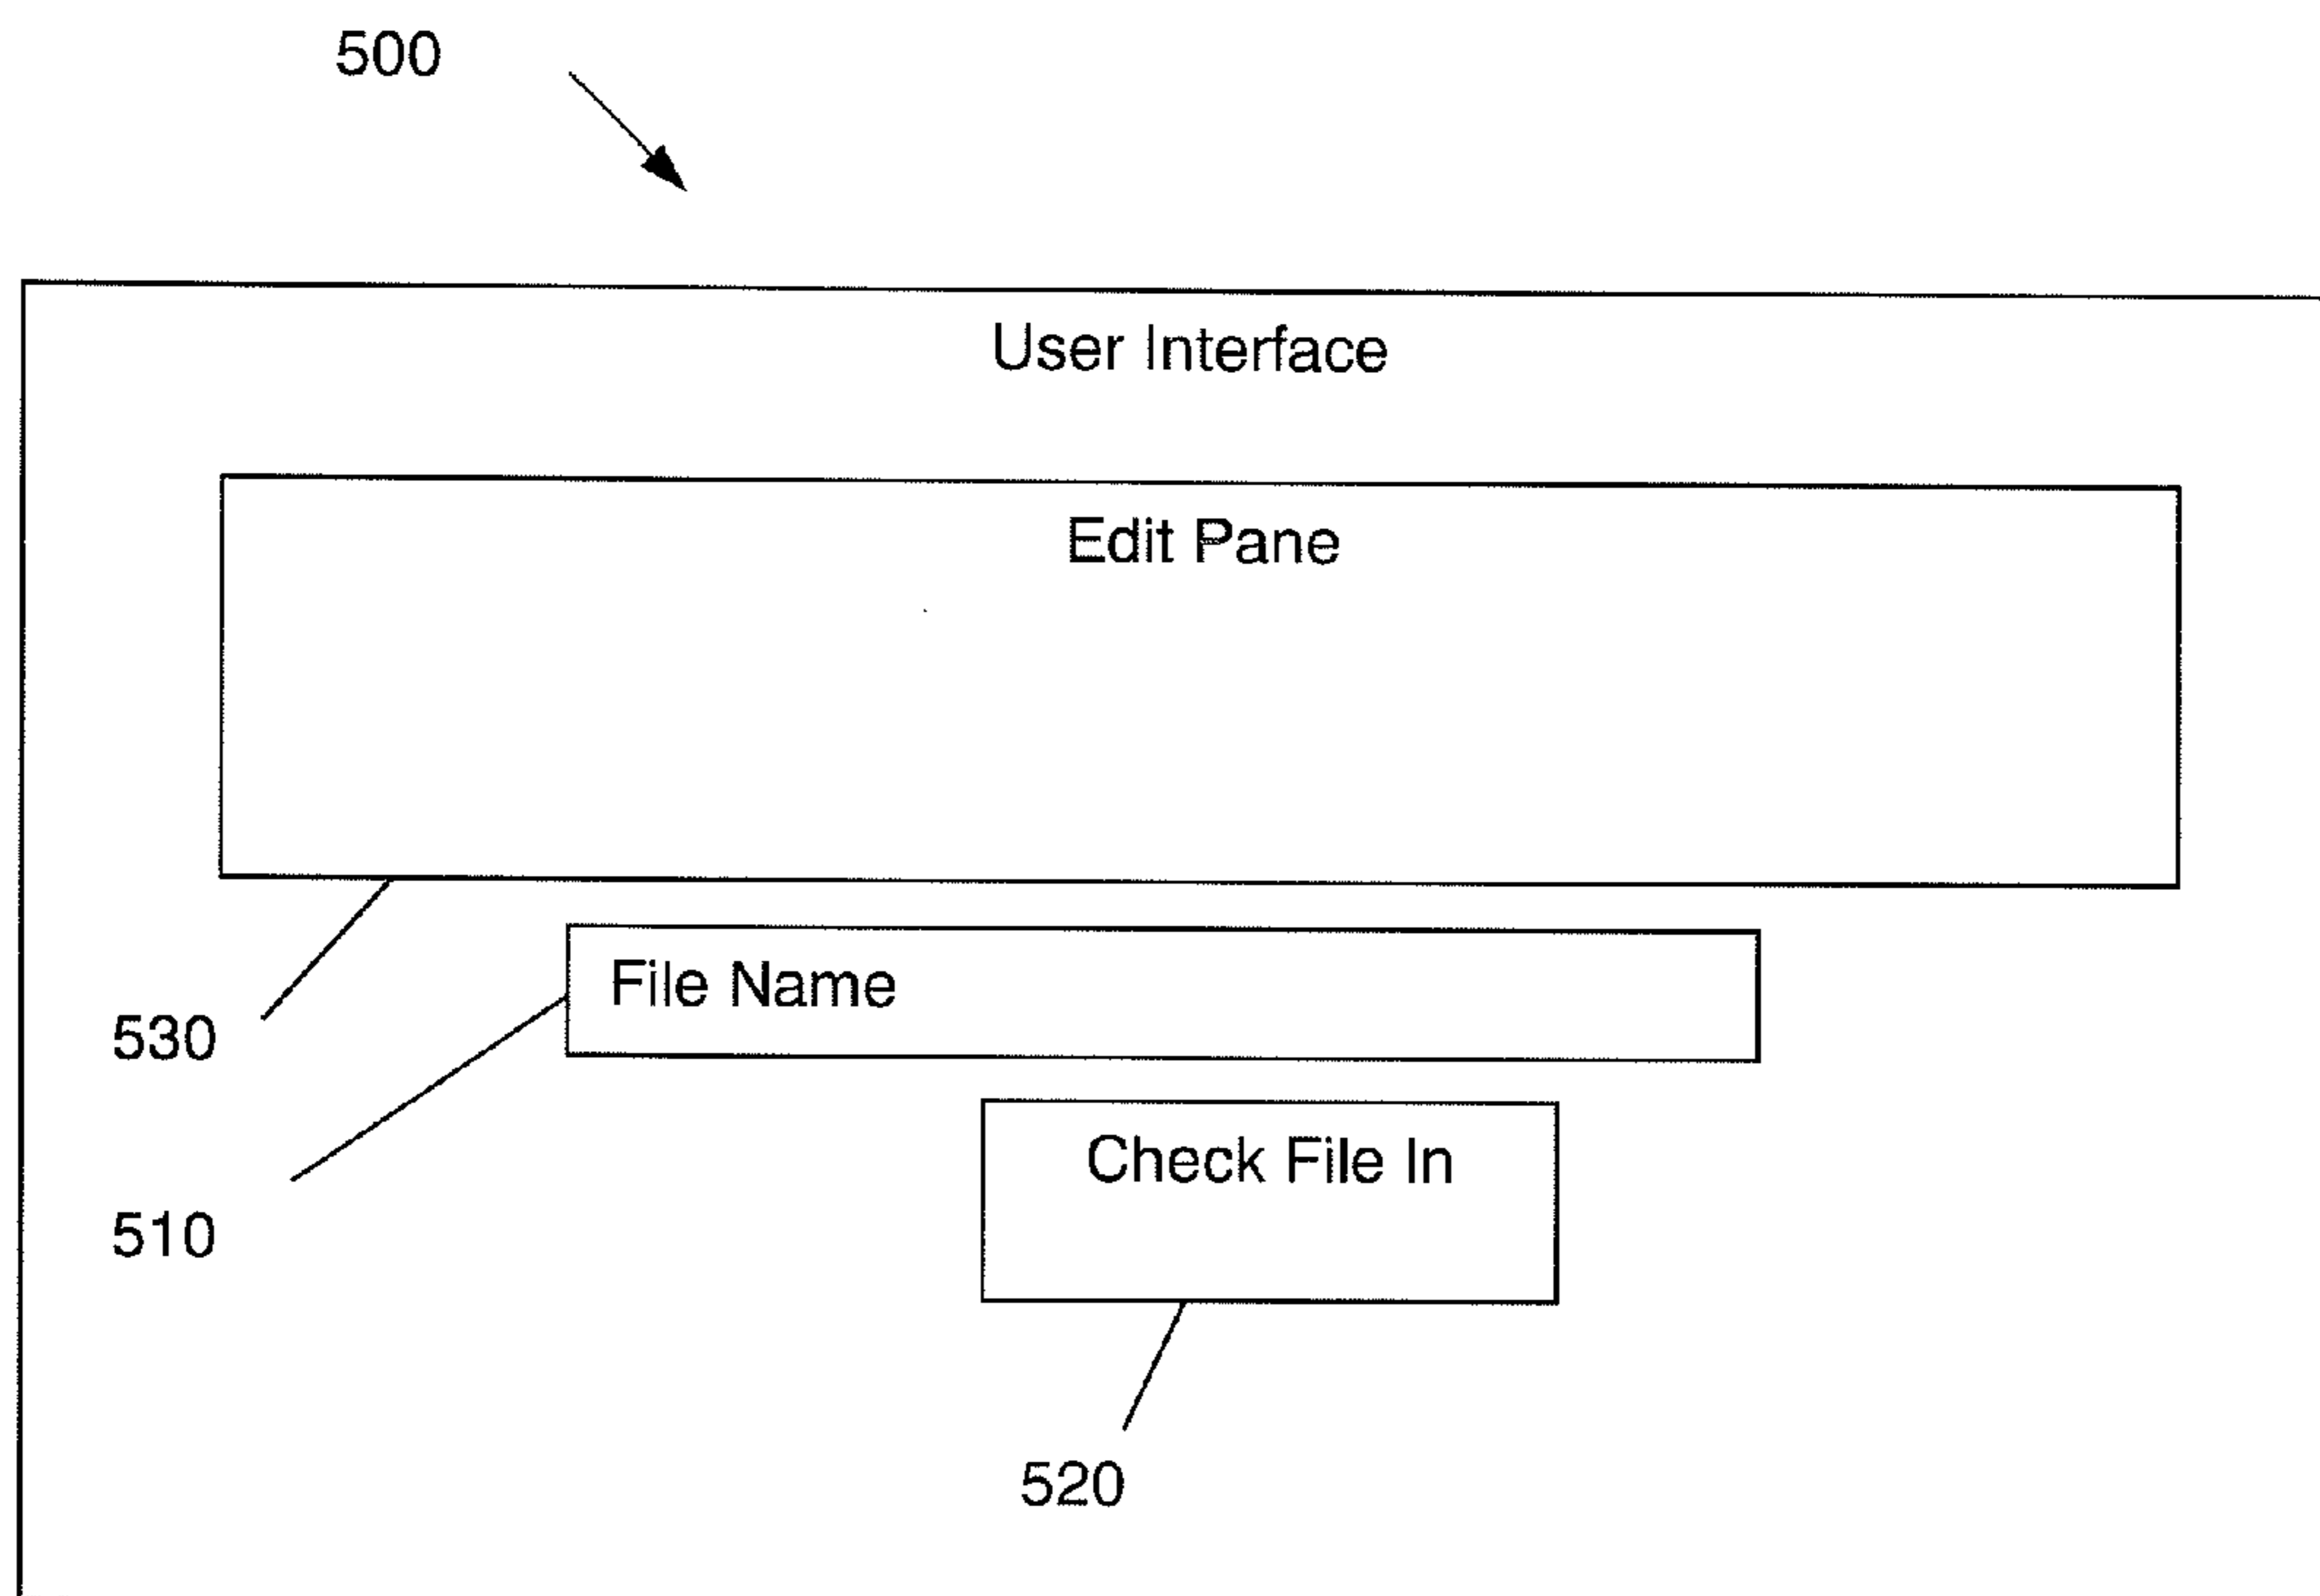 500
User Interface
Edit Pane
File Name
530
Check File In
510
520